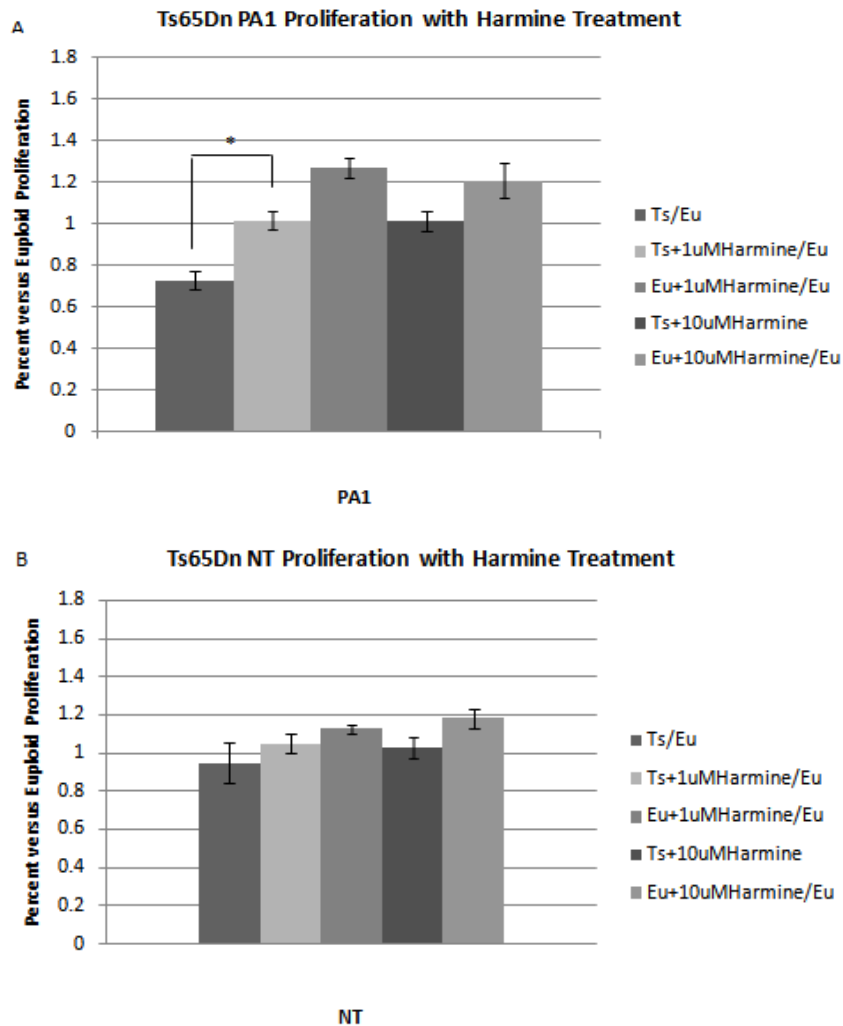 A
Ts65Dn PA1 Proliferation with Harmine Treatment
Percent versus Euploid Proliferation
1.8
1.6
1.4
1.2
1
0.8
0.6
0.4
0.2
0
*
PA1
Ts/Eu
Ts+1uMHarmine/Eu
Eu+1uMHarmine/Eu
Ts+10uMHarmine
Eu+10uMHarmine/Eu
B
Ts65Dn NT Proliferation with Harmine Treatment
Percent versus Euploid Proliferation
1.8
1.6
1.4
1.2
1
0.8
0.6
0.4
0.2
0
NT
Ts/Eu
Ts+1uMHarmine/Eu
Eu+1uMHarmine/Eu
Ts+10uMHarmine
Eu+10uMHarmine/Eu